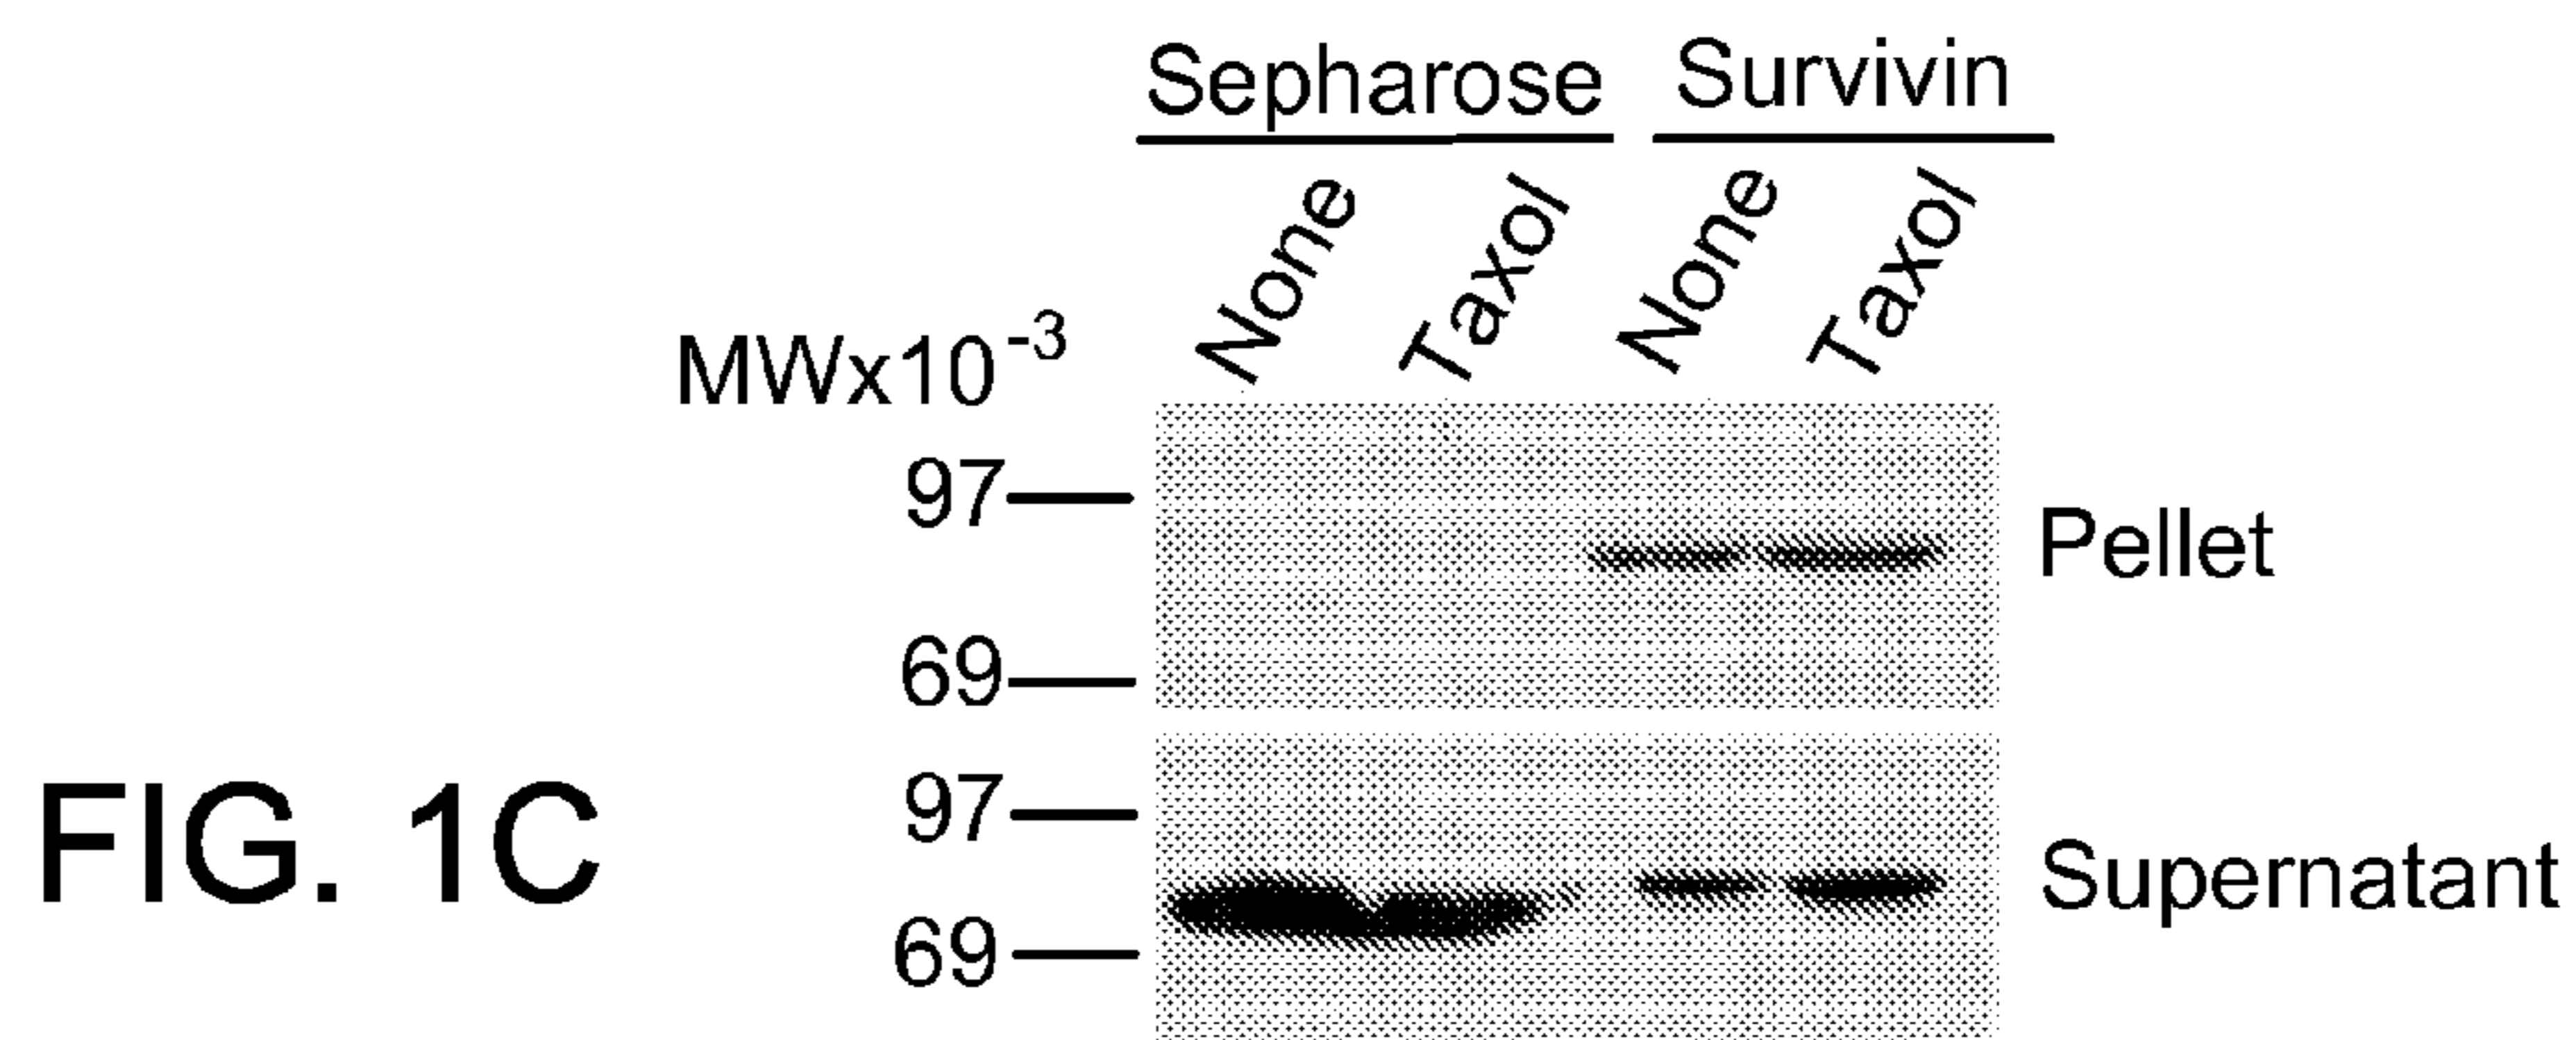 Sepharose Survivin
None Taxol None Taxol
MWx10-3
97
Pellet
69
97
FIG. 1C
Supernatant
69